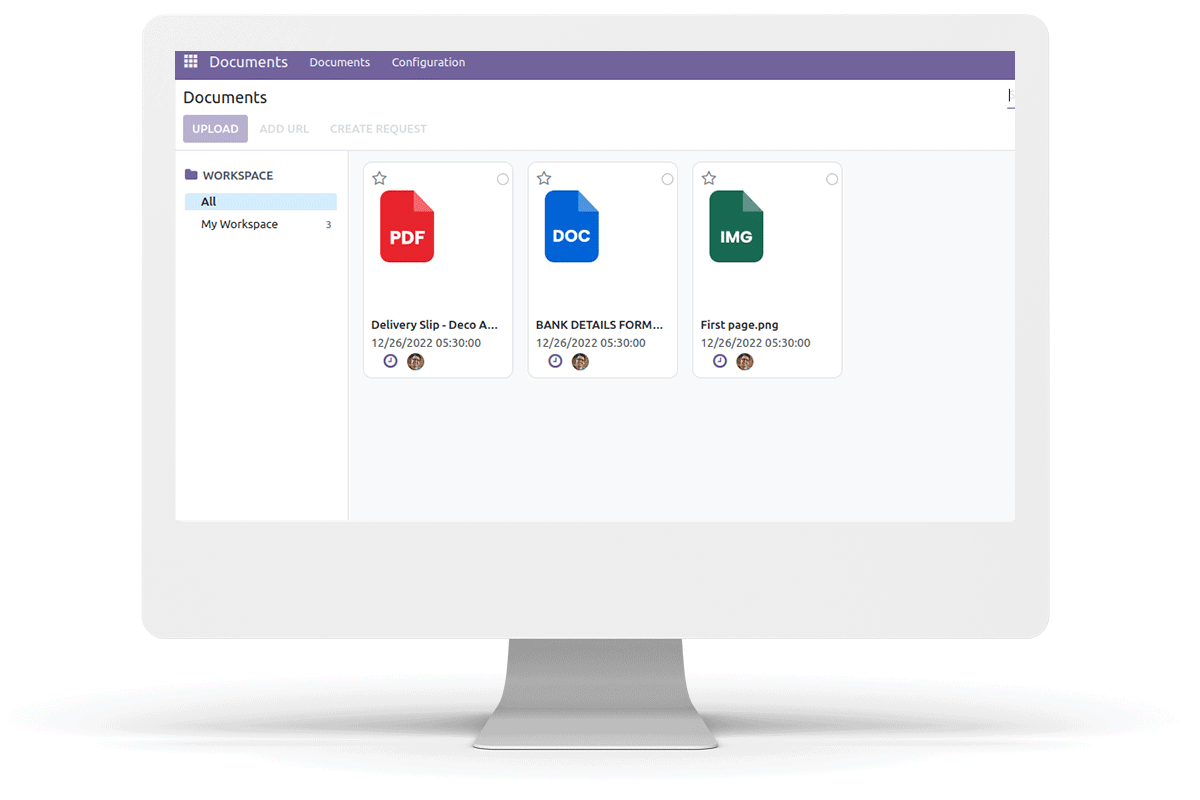 Documents Documents Configuration
Documents
UPLOAD ADD URL CREATE REQUEST
WORKSPACE
All
My Workspace 3
PDF
Delivery Slip - Deco A...
12/26/2022 05:30:00
DOC
BANK DETAILS FORM...
12/26/2022 05:30:00
IMG
First page.png
12/26/2022 05:30:00